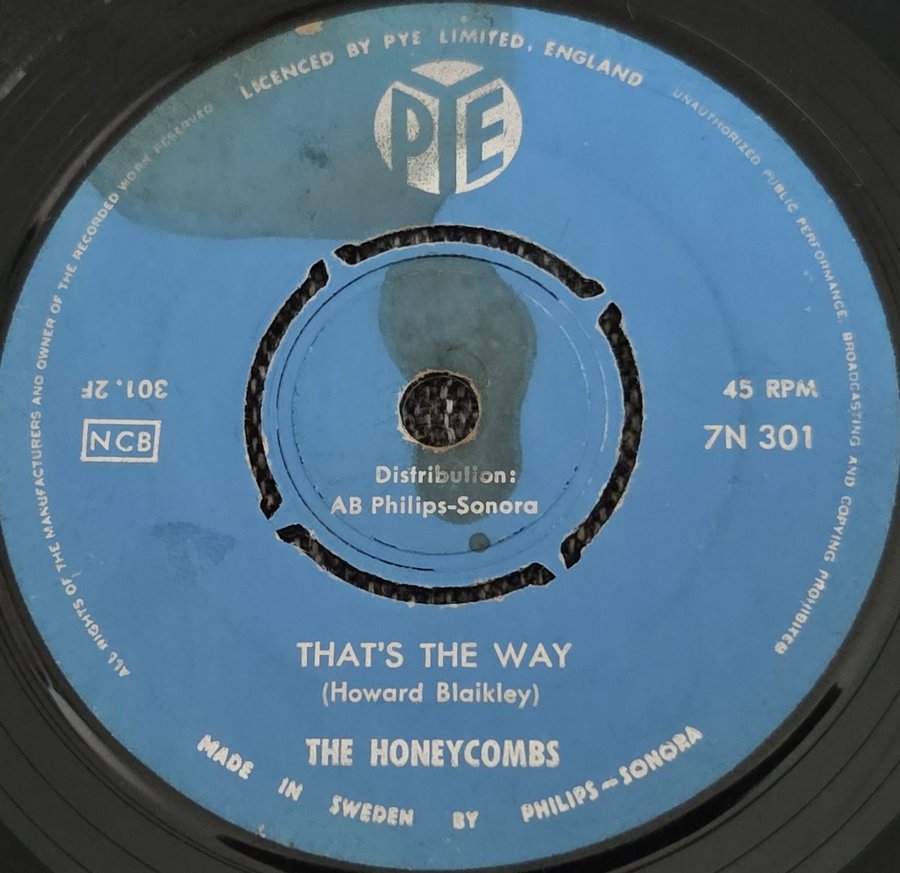 LICENCED BY PYE LIMITED, ENGLAND
PYE
ALL RIGHTS OF THE MANUFACTURERS AND OWNER OF THE RECORDED WORK RESERVED
UNAUTHORIZED PUBLIC PERFORMANCE, BROADCASTING AND COPYING PROHIBITED
301.2F
NCB
45 RPM
7N 301
Distribution:
AB Philips-Sonora
THAT'S THE WAY
(Howard Blaikley)
THE HONEYCOMBS
MADE IN SWEDEN BY PHILIPS-SONORA